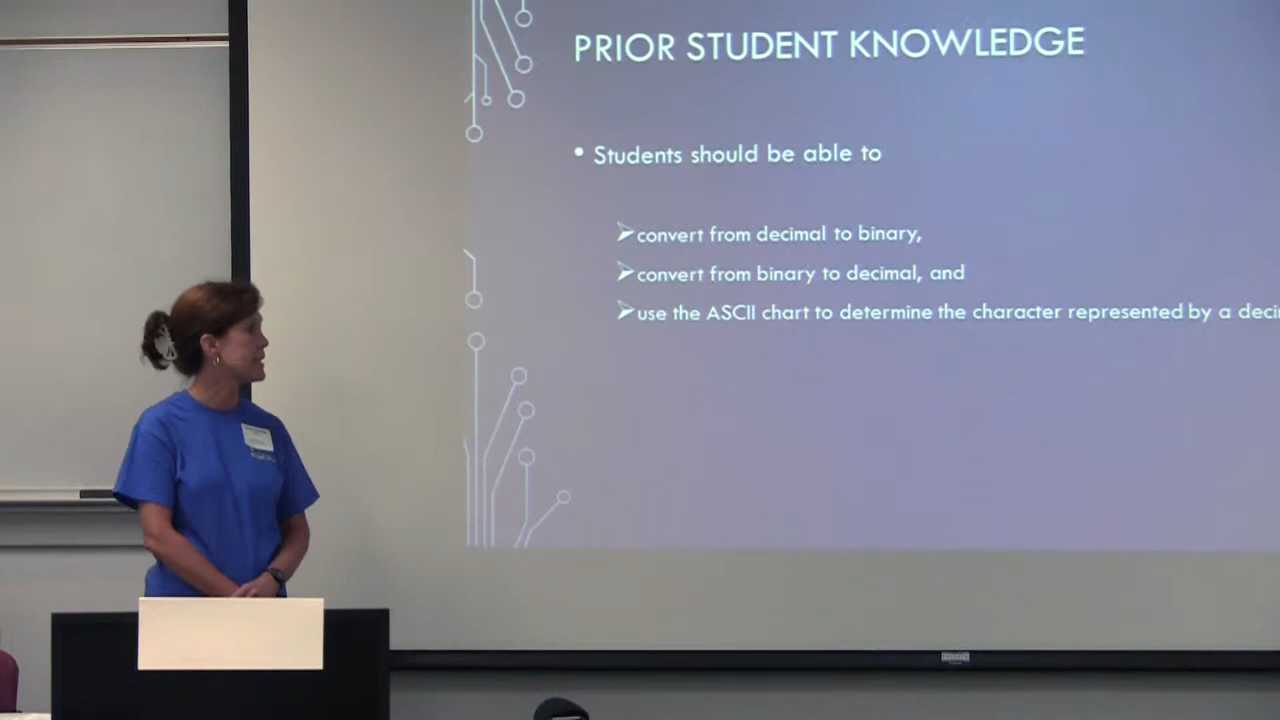 PRIOR STUDENT KNOWLEDGE
• Students should be able to
➢convert from decimal to binary,
➢convert from binary to decimal, and
➢use the ASCII chart to determine the character represented by a